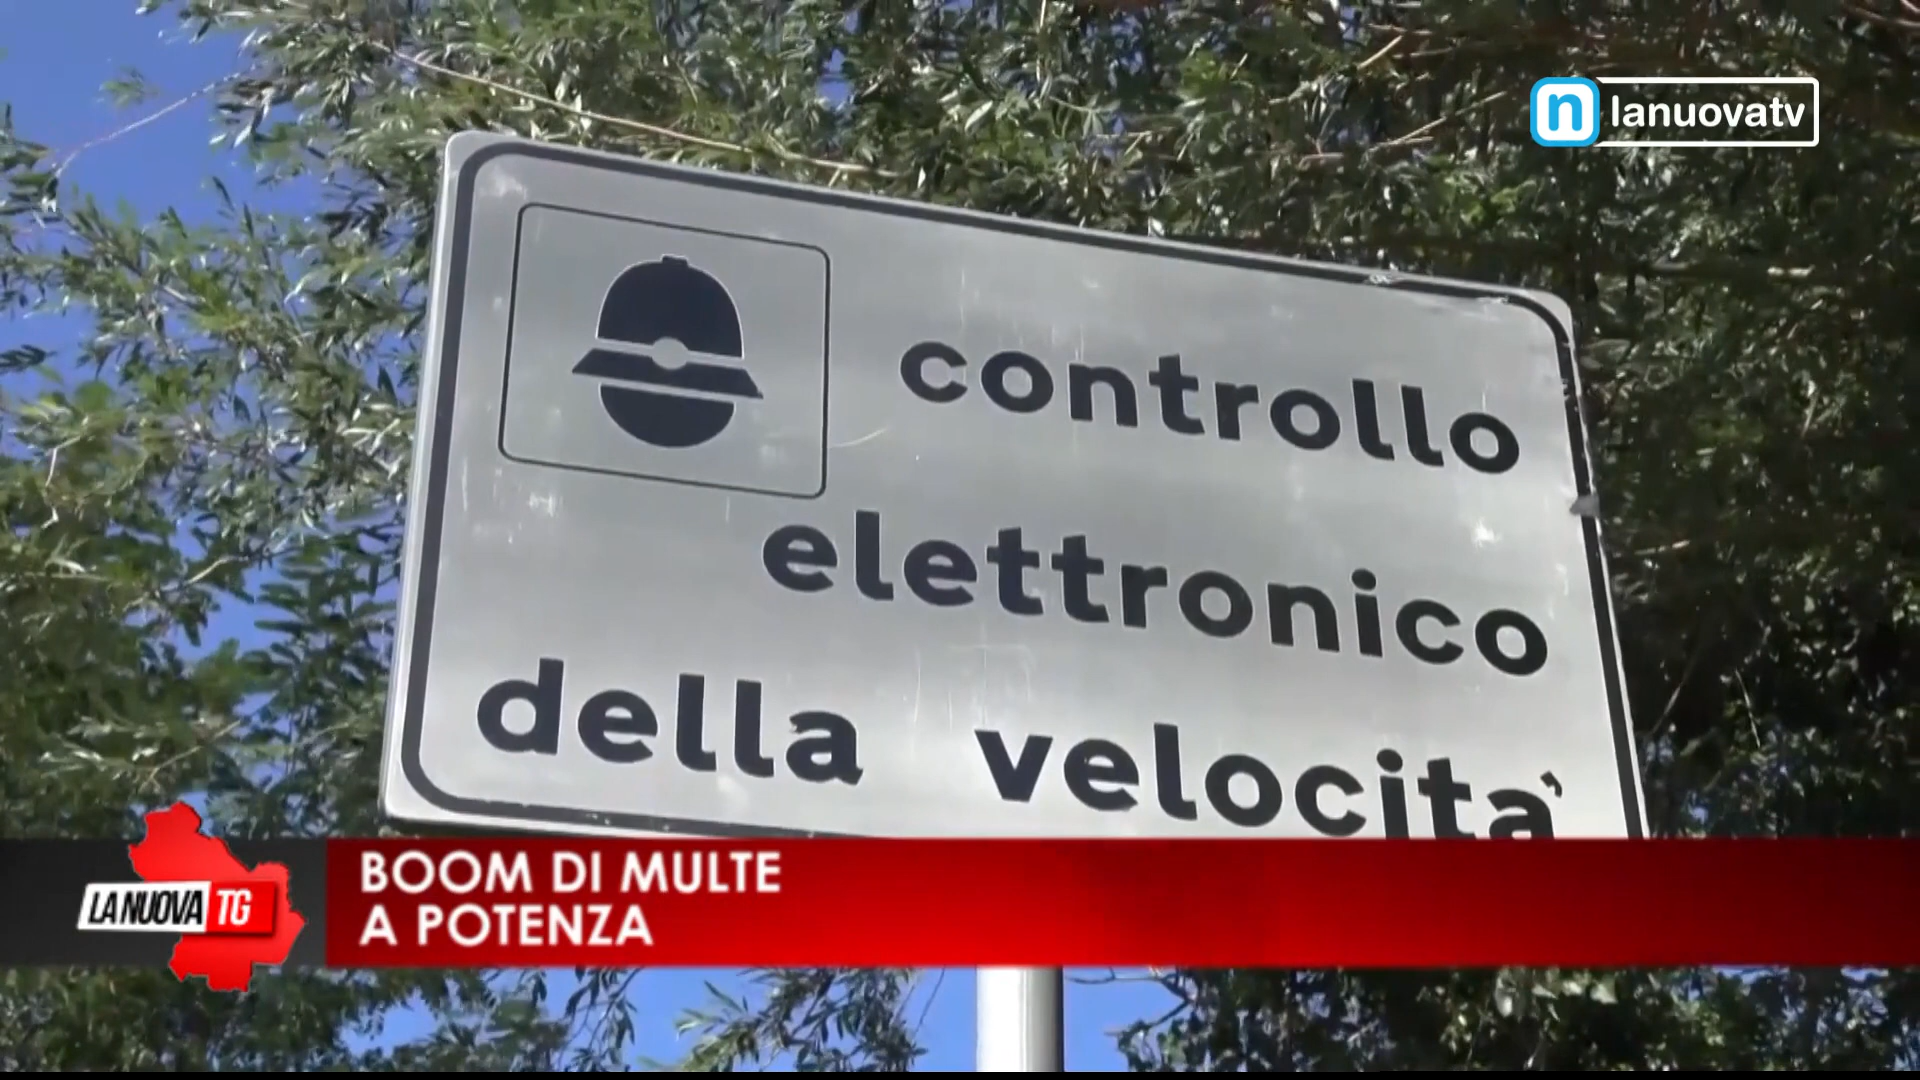 n lanuovatv
controllo
elettronico
della velocita'
LA NUOVA TG
BOOM DI MULTE
A POTENZA